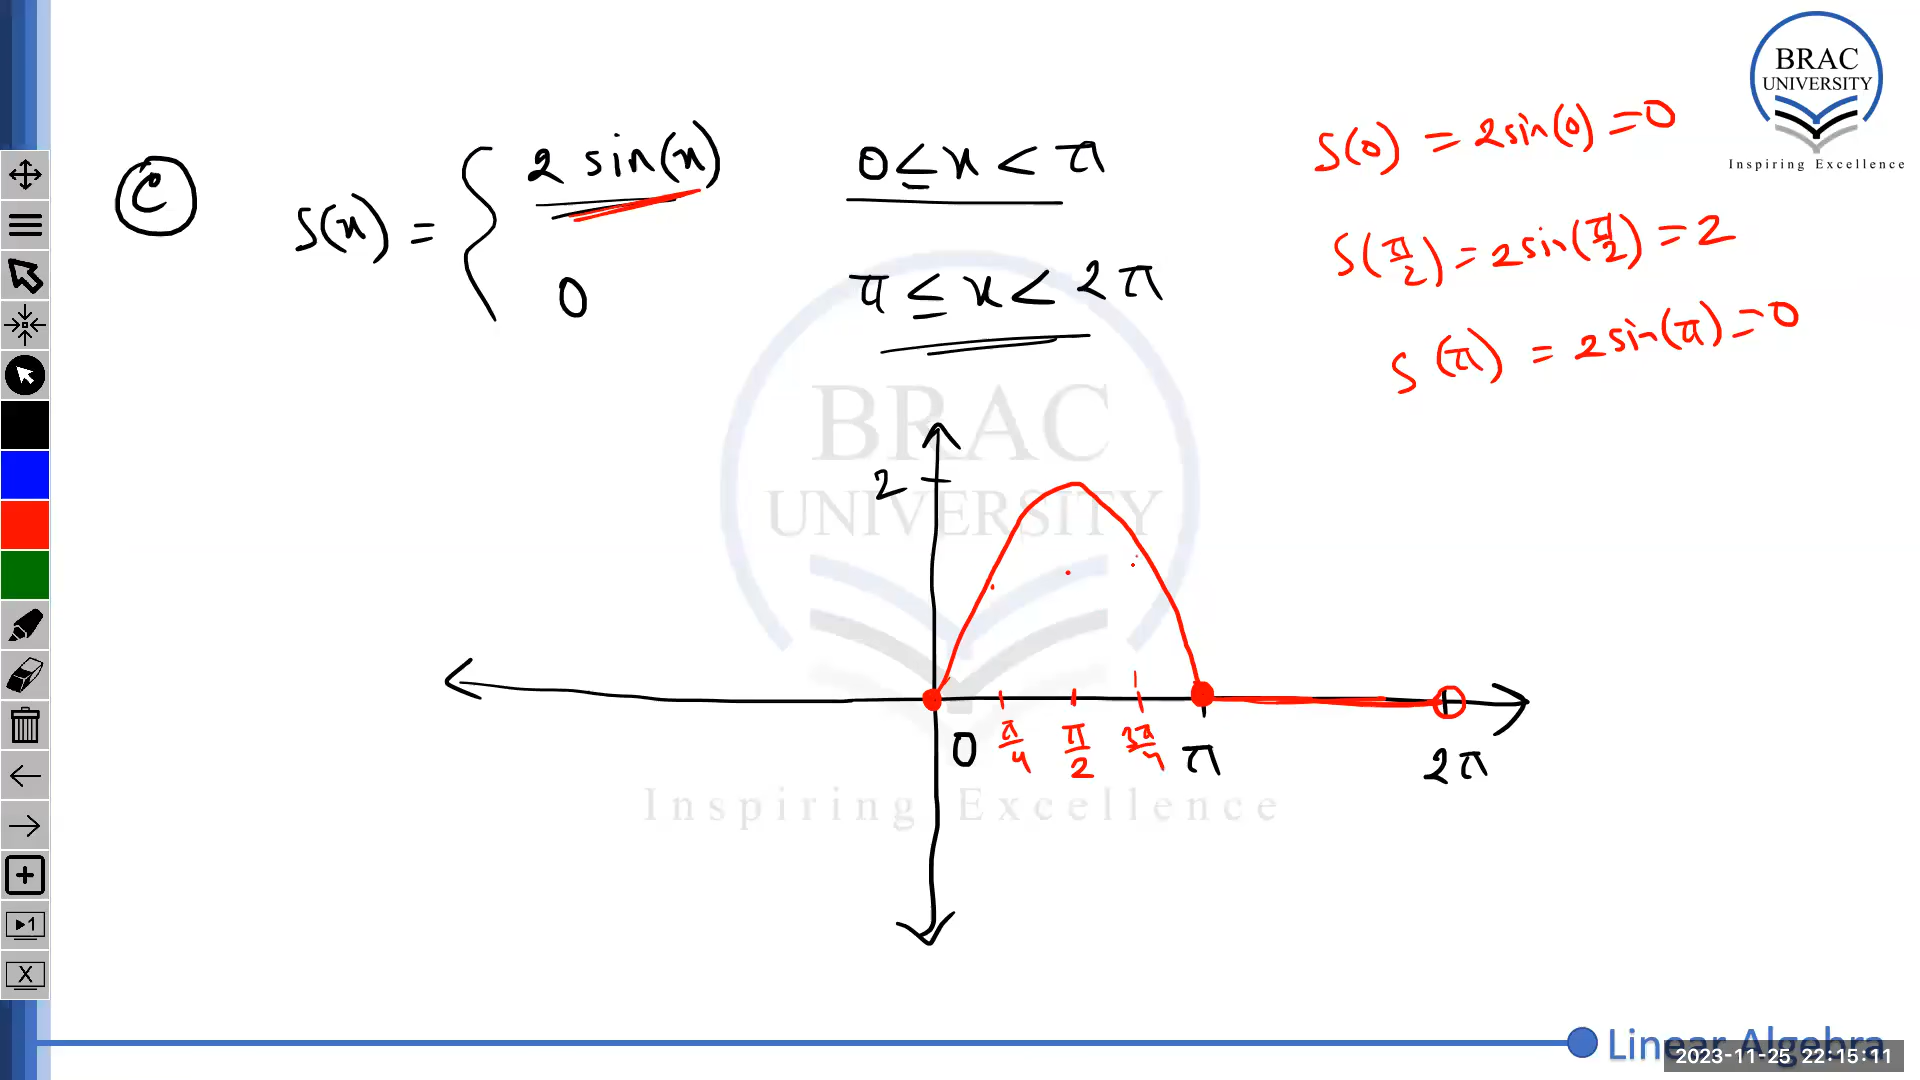 BRAC
UNIVERSITY
Inspiring Excellence
C
S(x) = { 2 sin(x)   0 ≤ x < π
0   π ≤ x < 2π
S(0) = 2sin(0) = 0
S(π/2) = 2sin(π/2) = 2
S(π) = 2sin(π) = 0
BRAC
UNIVERSITY
Inspiring Excellence
2
0 π/4 π/2 3π/4 π 2π
1
X
Linear Algebra
2023-11-25 22:15:11